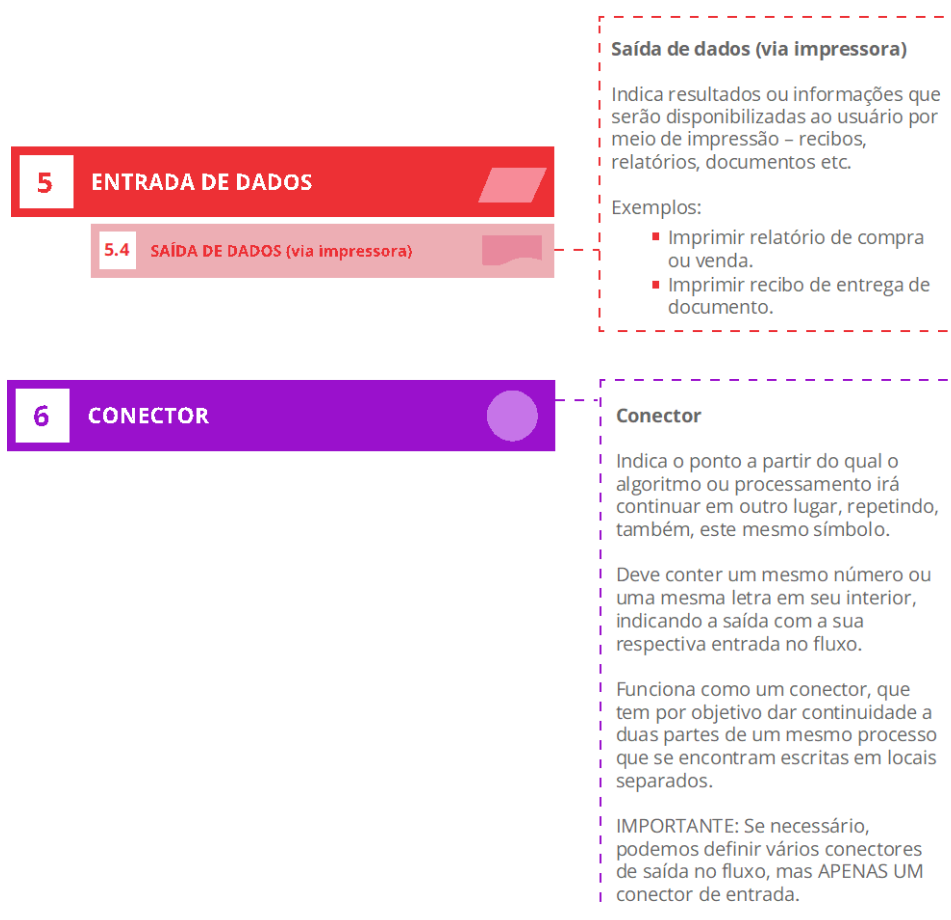 5 ENTRADA DE DADOS
5.4 SAÍDA DE DADOS (via impressora)
Saída de dados (via impressora)
Indica resultados ou informações que
serão disponibilizadas ao usuário por
meio de impressão – recibos,
relatórios, documentos etc.
Exemplos:
Imprimir relatório de compra
ou venda.
Imprimir recibo de entrega de
documento.
6 CONECTOR
Conector
Indica o ponto a partir do qual o
algoritmo ou processamento irá
continuar em outro lugar, repetindo,
também, este mesmo símbolo.
Deve conter um mesmo número ou
uma mesma letra em seu interior,
indicando a saída com a sua
respectiva entrada no fluxo.
Funciona como um conector, que
tem por objetivo dar continuidade a
duas partes de um mesmo processo
que se encontram escritas em locais
separados.
IMPORTANTE: Se necessário,
podemos definir vários conectores
de saída no fluxo, mas APENAS UM
conector de entrada.